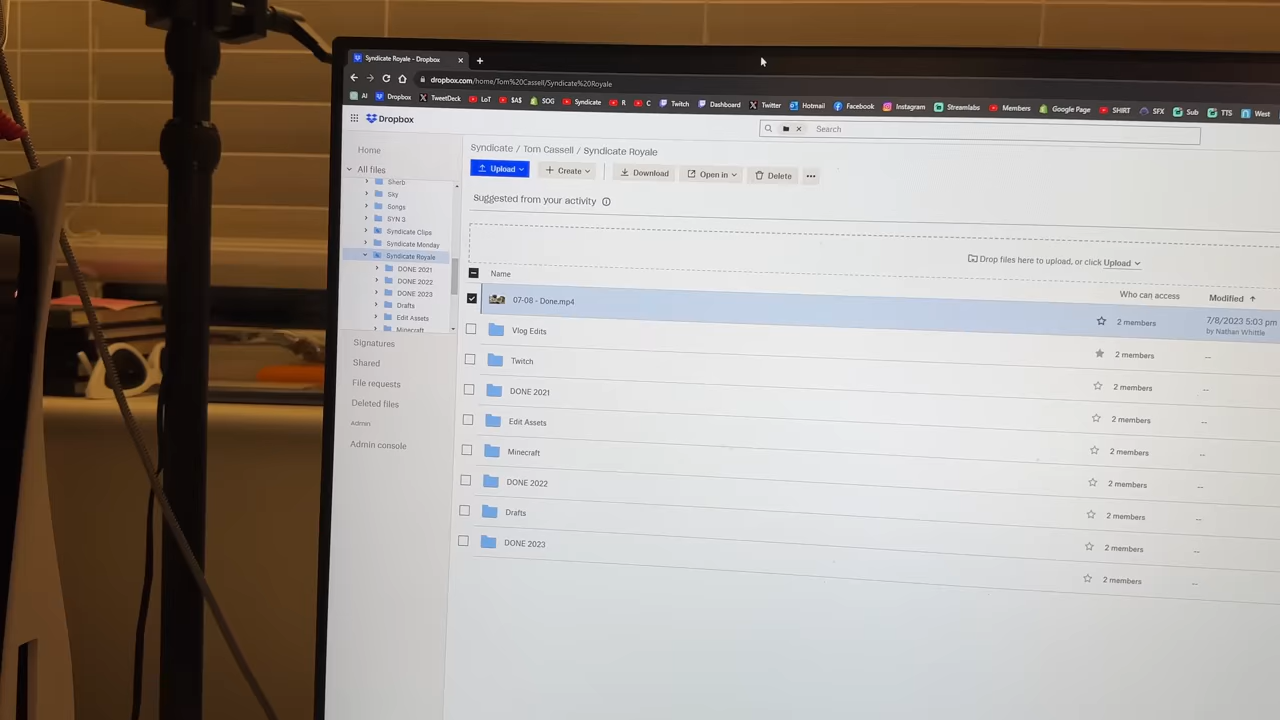 Syndicate Royale - Dropbox × +
dropbox.com/home/Tom%20Cassell/Syndicate%20Royale
AI Dropbox TweetDeck LoT $A$ SOG Syndicate R C Twitch Dashboard Twitter Hotmail Facebook Instagram Streamlabs Members Google Page SHIRT SFX Sub TTS West
Dropbox
Search
Home
All files
Sherb
Sky
Songs
SYN 3
Syndicate Clips
Syndicate Monday
Syndicate Royale
DONE 2021
DONE 2022
DONE 2023
Drafts
Edit Assets
Minecraft
Signatures
Shared
File requests
Deleted files
Admin
Admin console
Syndicate / Tom Cassell / Syndicate Royale
Upload
Create
Download
Open in
Delete
Suggested from your activity
Drop files here to upload, or click Upload
Name
Who can access
Modified
07-08 - Done.mp4
2 members
7/8/2023 5:03 pm
by Nathan Whittle
Vlog Edits
2 members
--
Twitch
2 members
--
DONE 2021
2 members
--
Edit Assets
2 members
--
Minecraft
2 members
--
DONE 2022
2 members
--
Drafts
2 members
--
DONE 2023
2 members
--